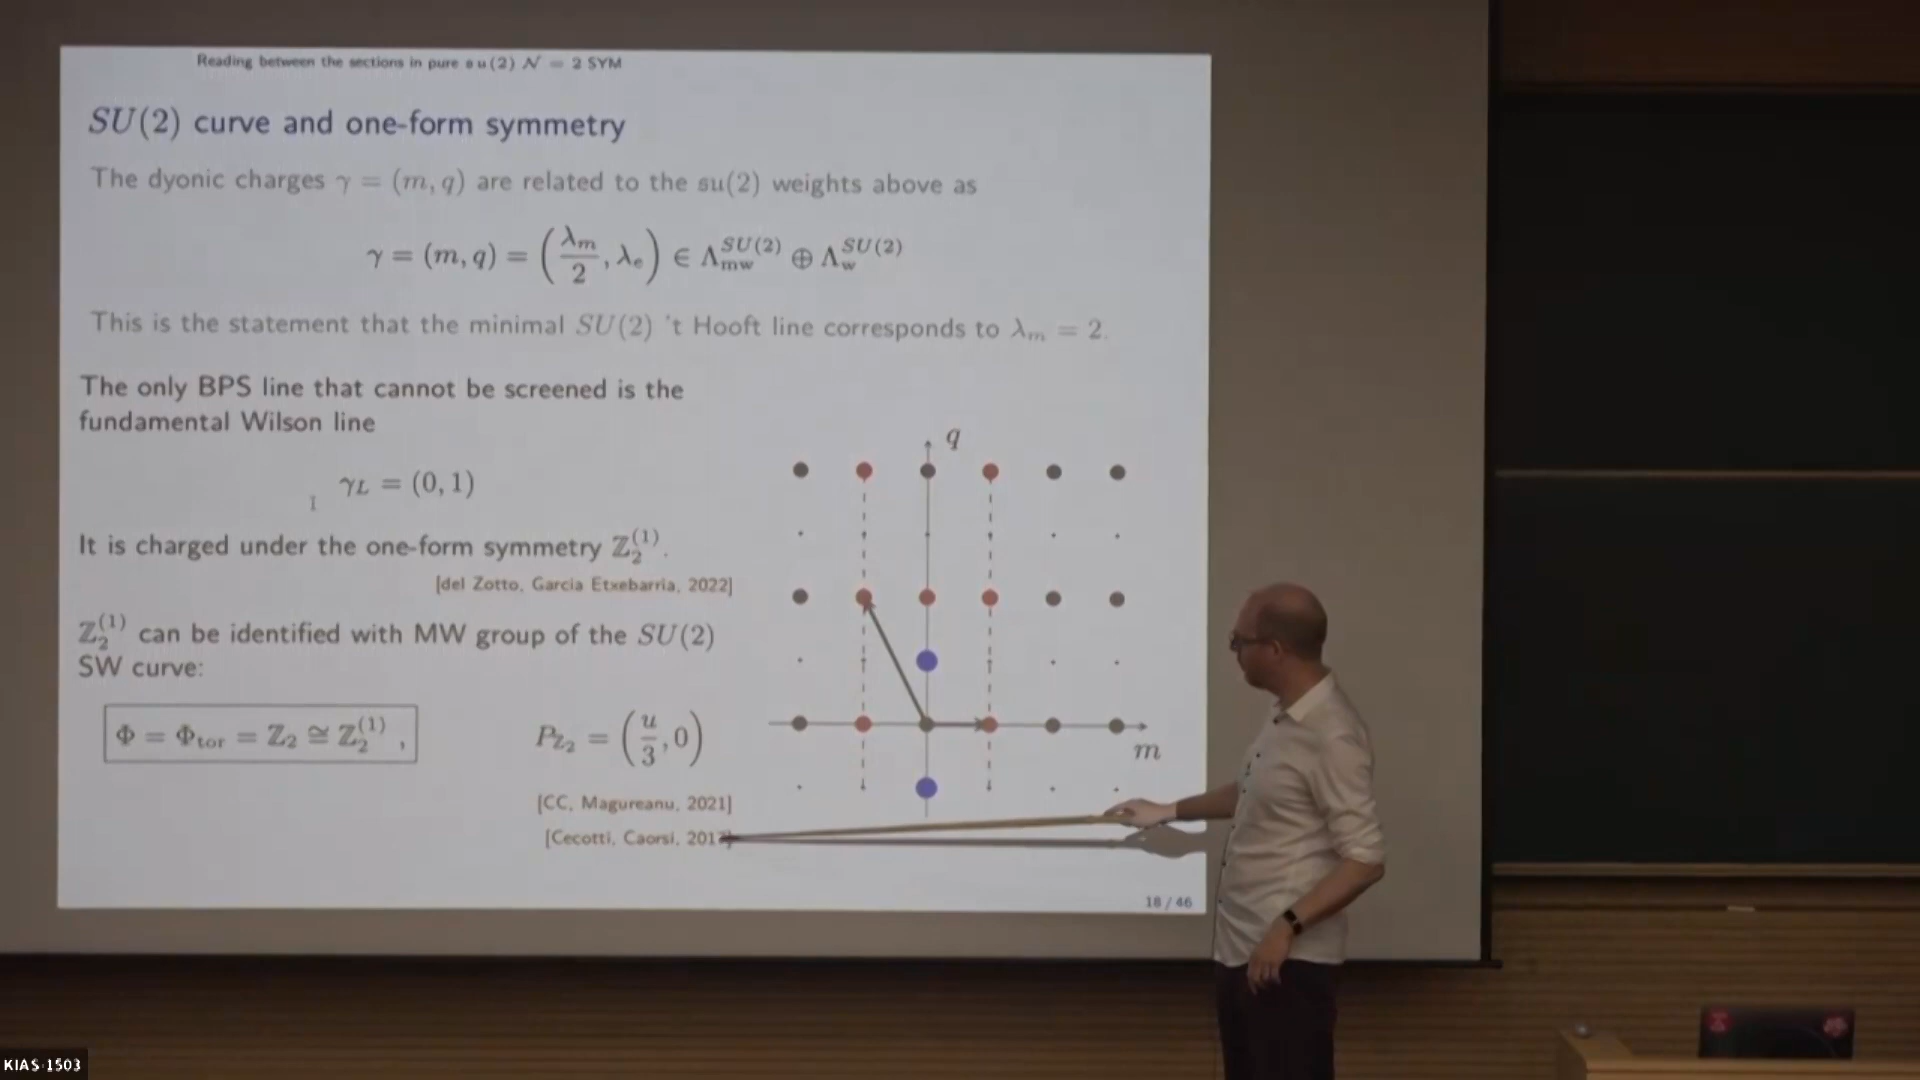 Reading between the sections in pure su(2) 𝒩 = 2 SYM
SU(2) curve and one-form symmetry
The dyonic charges γ = (m, q) are related to the su(2) weights above as
γ = (m, q) = (λ_m/2, λ_e) ∈ Λ_mw^{SU(2)} ⊕ Λ_w^{SU(2)}
This is the statement that the minimal SU(2) 't Hooft line corresponds to λ_m = 2.
The only BPS line that cannot be screened is the
fundamental Wilson line
γ_L = (0, 1)
It is charged under the one-form symmetry ℤ_2^{(1)}.
[del Zotto, Garcia Etxebarria, 2022]
ℤ_2^{(1)} can be identified with MW group of the SU(2)
SW curve:
Φ = Φ_tor = ℤ_2 ≅ ℤ_2^{(1)} ,
P_{ℤ_2} = (u/3, 0)
[CC, Magureanu, 2021]
[Cecotti, Caorsi,
q
m
18 / 46
KIAS 1503